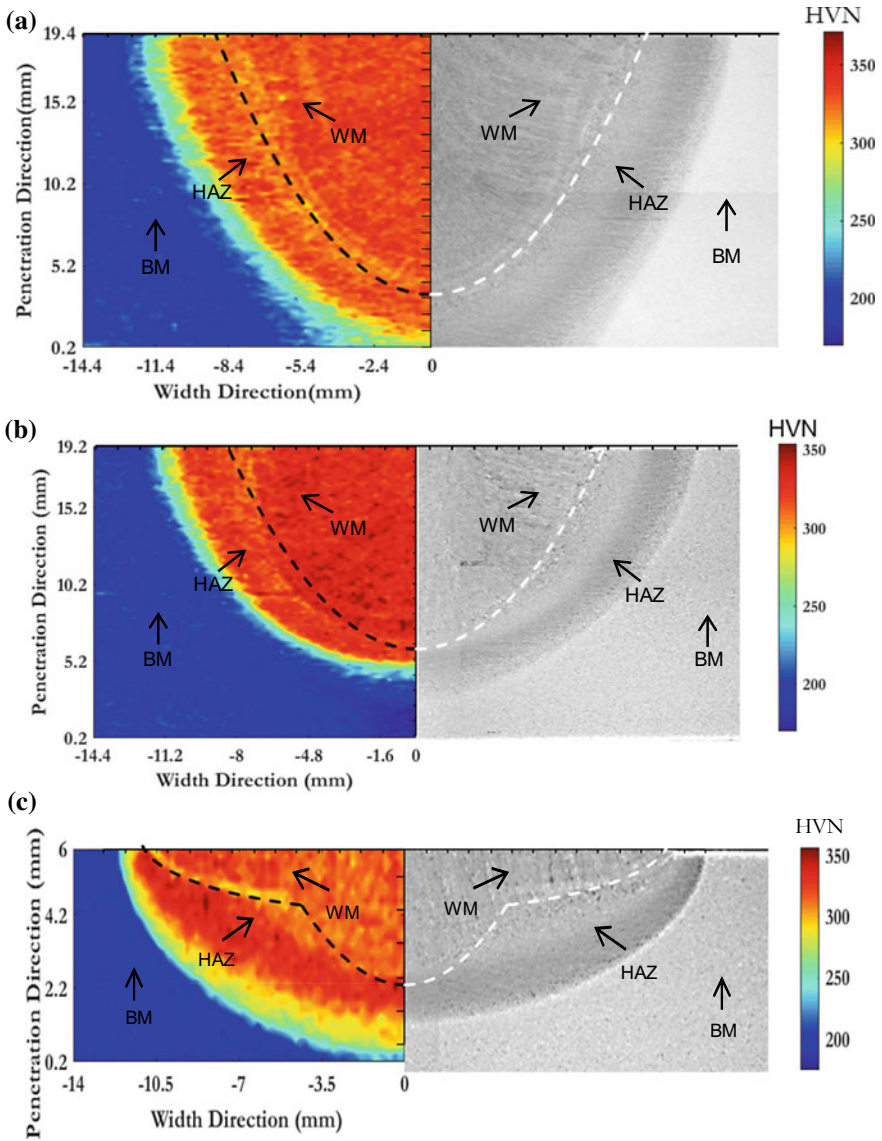 (a)
HVN
19.4
15.2
10.2
5.2
0.2
Penetration Direction(mm)
WM
HAZ
BM
WM
HAZ
BM
350
300
250
200
-14.4 -11.4 -8.4 -5.4 -2.4 0
Width Direction(mm)
(b)
HVN
19.2
15.2
10.2
5.2
0.2
Penetration Direction (mm)
WM
HAZ
BM
WM
HAZ
BM
350
300
250
200
-14.4 -11.2 -8 -4.8 -1.6 0
Width Direction (mm)
(c)
HVN
6
4.2
2.2
0.2
Penetration Direction (mm)
WM
HAZ
BM
WM
HAZ
BM
350
300
250
200
-14 -10.5 -7 -3.5 0
Width Direction (mm)